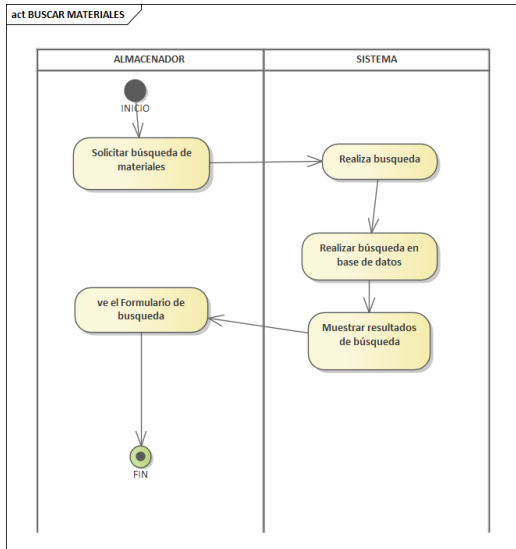 act BUSCAR MATERIALES
ALMACENADOR
SISTEMA
INICIO
Solicitar búsqueda de
materiales
Realiza busqueda
Realizar búsqueda en
base de datos
ve el Formulario de
busqueda
Muestrar resultados
de búsqueda
FIN